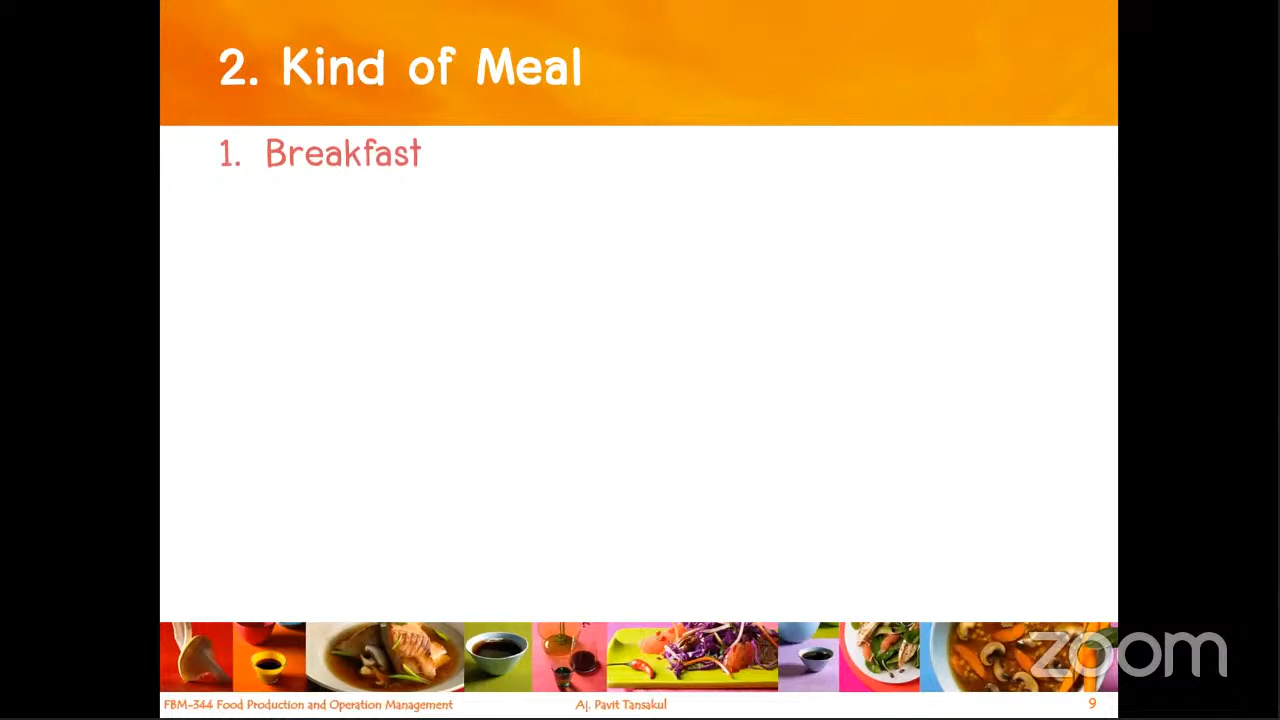 2. Kind of Meal
1. Breakfast
zoom
FBM-344 Food Production and Operation Management
Aj. Pavit Tansakul
9